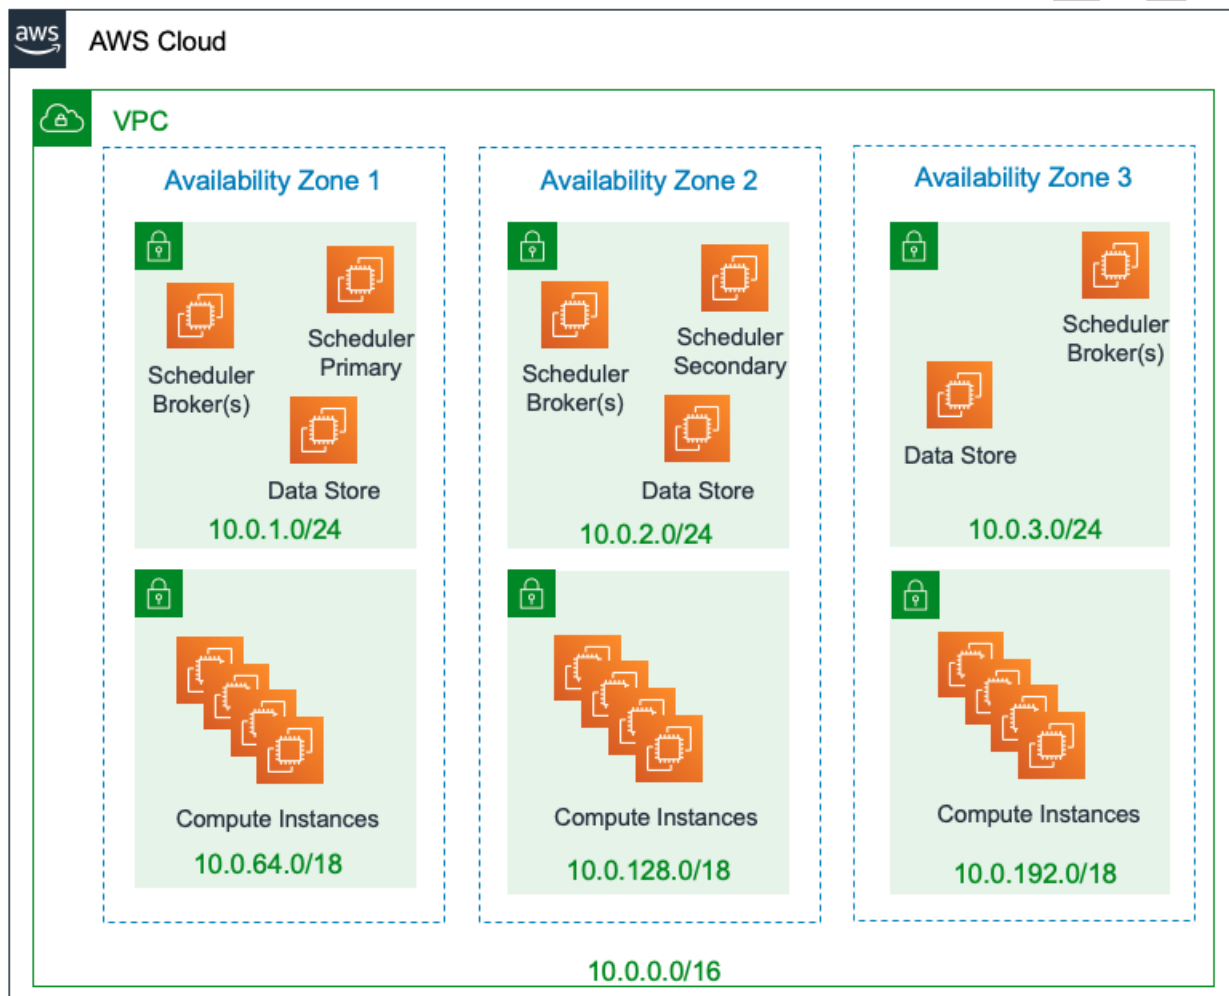 aws
AWS Cloud
VPC
Availability Zone 1
Scheduler
Broker(s)
Scheduler
Primary
Data Store
10.0.1.0/24
Compute Instances
10.0.64.0/18
Availability Zone 2
Scheduler
Broker(s)
Scheduler
Secondary
Data Store
10.0.2.0/24
Compute Instances
10.0.128.0/18
Availability Zone 3
Scheduler
Broker(s)
Data Store
10.0.3.0/24
Compute Instances
10.0.192.0/18
10.0.0.0/16